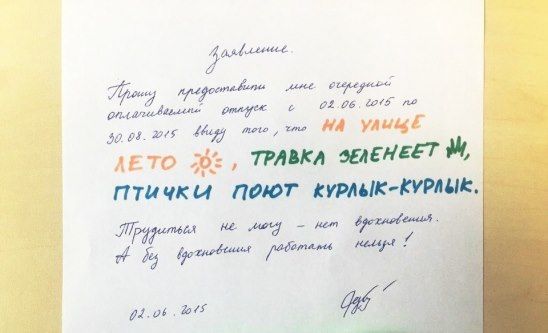 Заявление.
Прошу предоставить мне очередной
оплачиваемый отпуск с 02.06.2015 по
30.08.2015 ввиду того, что НА УЛИЦЕ
ЛЕТО , ТРАВКА ЗЕЛЕНЕЕТ ,
ПТИЧКИ ПОЮТ КУРЛЫК-КУРЛЫК.
Трудиться не могу – нет вдохновения.
А без вдохновения работать нельзя!
02.06.2015